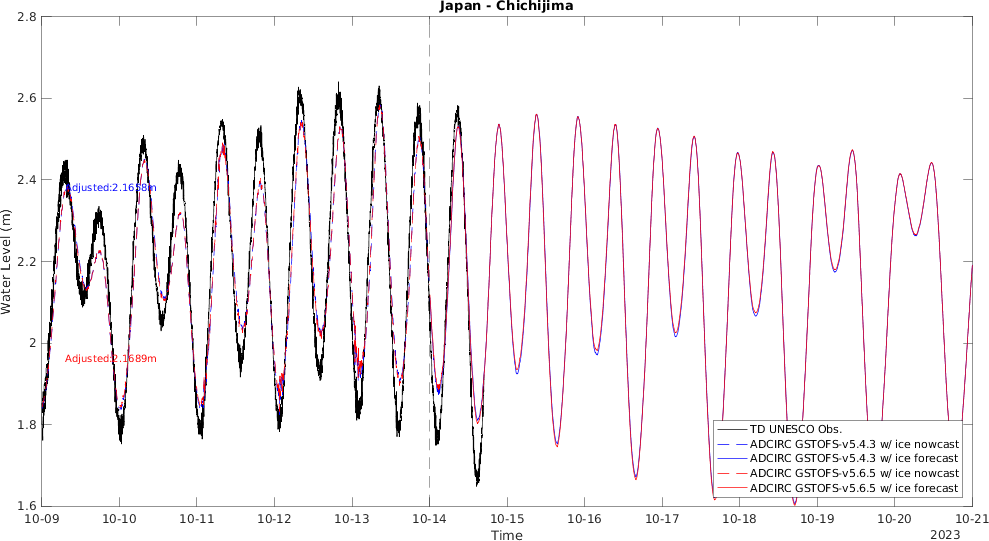 Japan - Chichijima
2.8
2.6
2.4
2.2
2
1.8
1.6
Water Level (m)
Adjusted:2.1658m
Adjusted:2.1689m
TD UNESCO Obs.
ADCIRC GSTOFS-v5.4.3 w/ ice nowcast
ADCIRC GSTOFS-v5.4.3 w/ ice forecast
ADCIRC GSTOFS-v5.6.5 w/ ice nowcast
ADCIRC GSTOFS-v5.6.5 w/ ice forecast
10-09 10-10 10-11 10-12 10-13 10-14 10-15 10-16 10-17 10-18 10-19 10-20 10-21
Time
2023